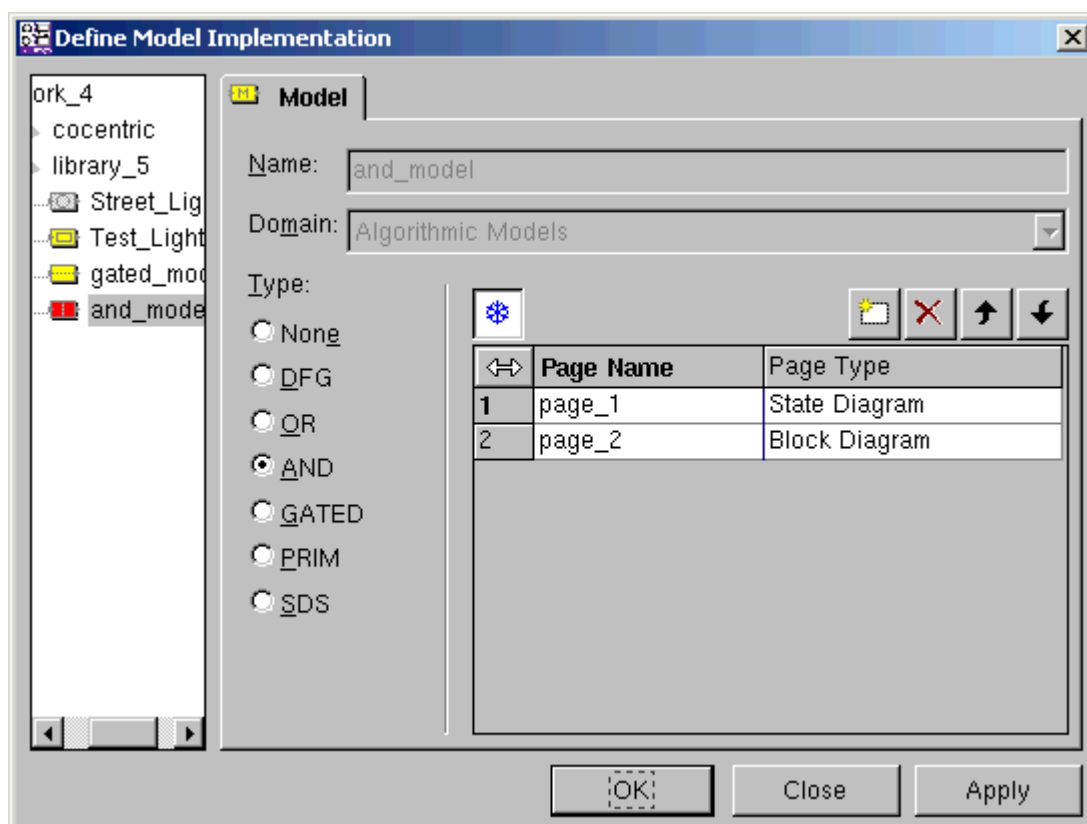 Define Model Implementation
ork_4
cocentric
library_5
Street_Lig
Test_Light
gated_mod
and_mode
Model
Name: and_model
Domain: Algorithmic Models
Type:
None
DFG
OR
AND
GATED
PRIM
SDS
Page Name Page Type
1 page_1 State Diagram
2 page_2 Block Diagram
OK Close Apply